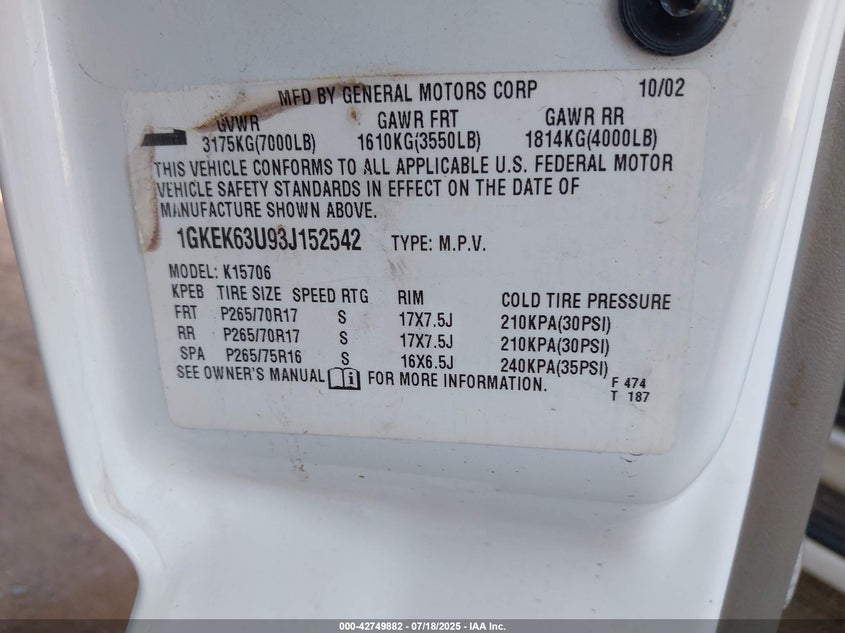 MFD BY GENERAL MOTORS CORP 10/02
GVWR GAWR FRT GAWR RR
3175KG(7000LB) 1610KG(3550LB) 1814KG(4000LB)
THIS VEHICLE CONFORMS TO ALL APPLICABLE U.S. FEDERAL MOTOR
VEHICLE SAFETY STANDARDS IN EFFECT ON THE DATE OF
MANUFACTURE SHOWN ABOVE.
1GKEK63U93J152542 TYPE: M.P.V.
MODEL: K15706
KPEB TIRE SIZE SPEED RTG RIM COLD TIRE PRESSURE
FRT P265/70R17 S 17X7.5J 210KPA(30PSI)
RR P265/70R17 S 17X7.5J 210KPA(30PSI)
SPA P265/75R16 S 16X6.5J 240KPA(35PSI)
SEE OWNER'S MANUAL i FOR MORE INFORMATION.
F 474
T 187
000-42749882 - 07/18/2025 - IAA Inc.